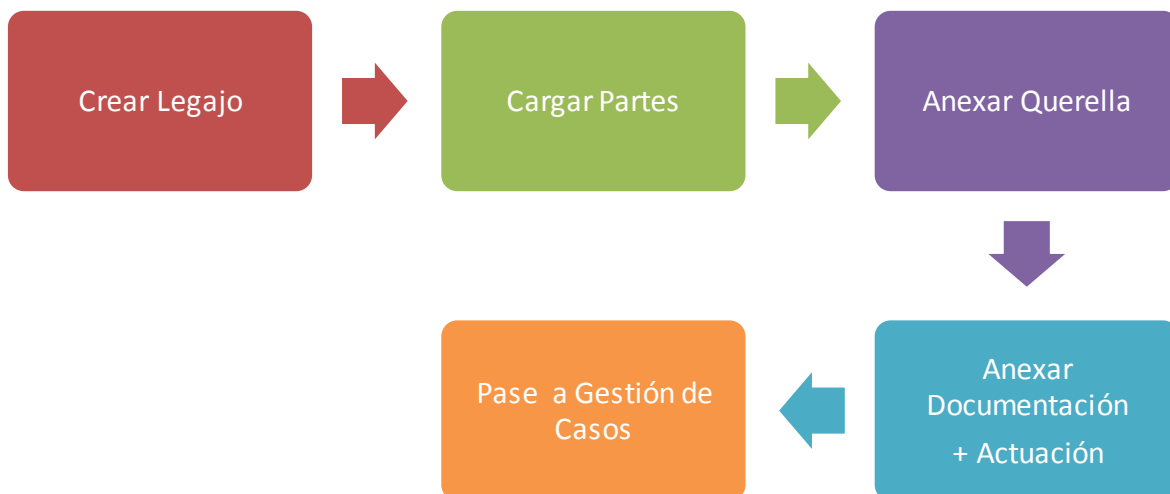 Crear Legajo
Cargar Partes
Anexar Querella
Anexar
Documentación
+ Actuación
Pase a Gestión de
Casos